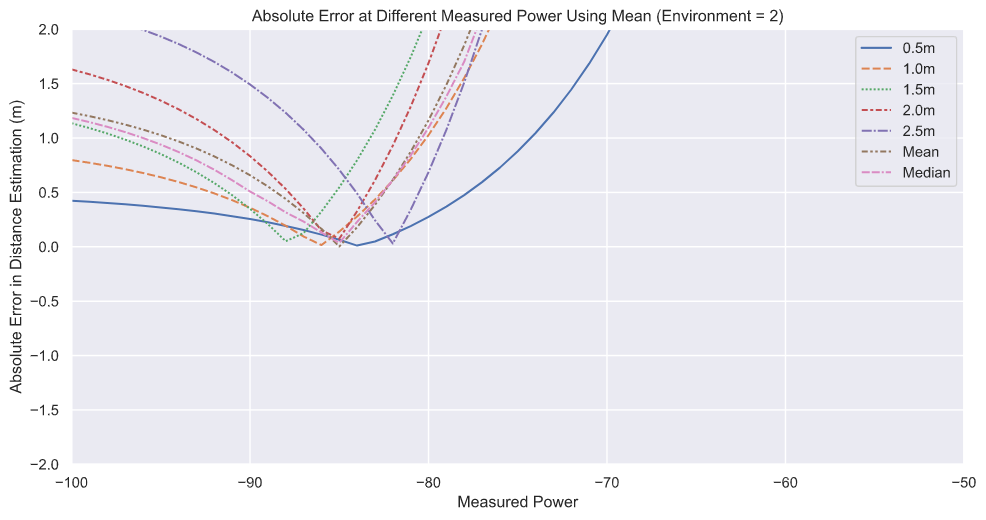 Absolute Error at Different Measured Power Using Mean (Environment = 2)
Absolute Error in Distance Estimation (m)
2.0
1.5
1.0
0.5
0.0
−0.5
−1.0
−1.5
−2.0
−100
−90
−80
−70
−60
−50
Measured Power
0.5m
1.0m
1.5m
2.0m
2.5m
Mean
Median